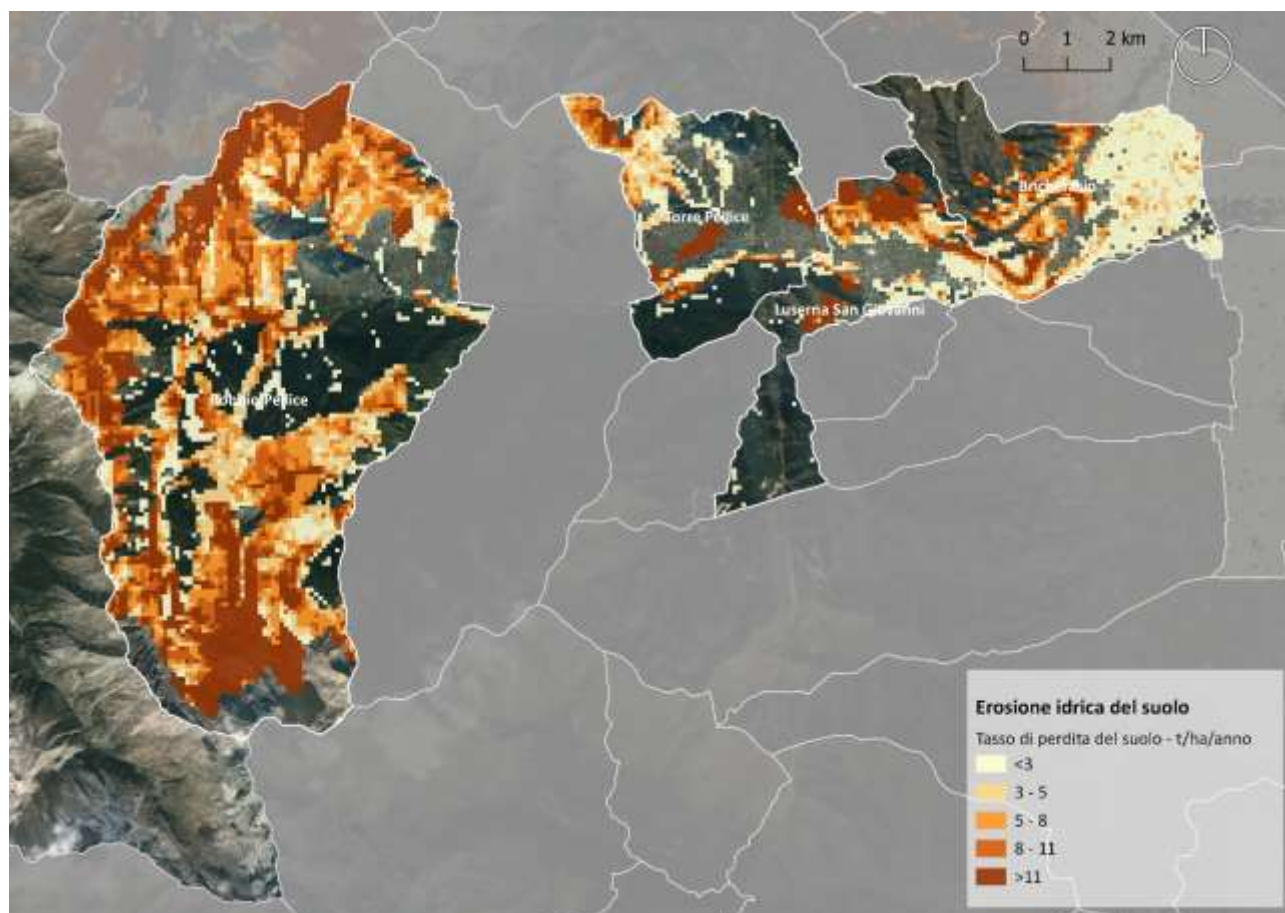 0 1 2 km
Bricherasio
Torre Pellice
Luserna San Giovanni
Bobbio Pellice
Erosione idrica del suolo
Tasso di perdita del suolo - t/ha/anno
<3
3 - 5
5 - 8
8 - 11
>11